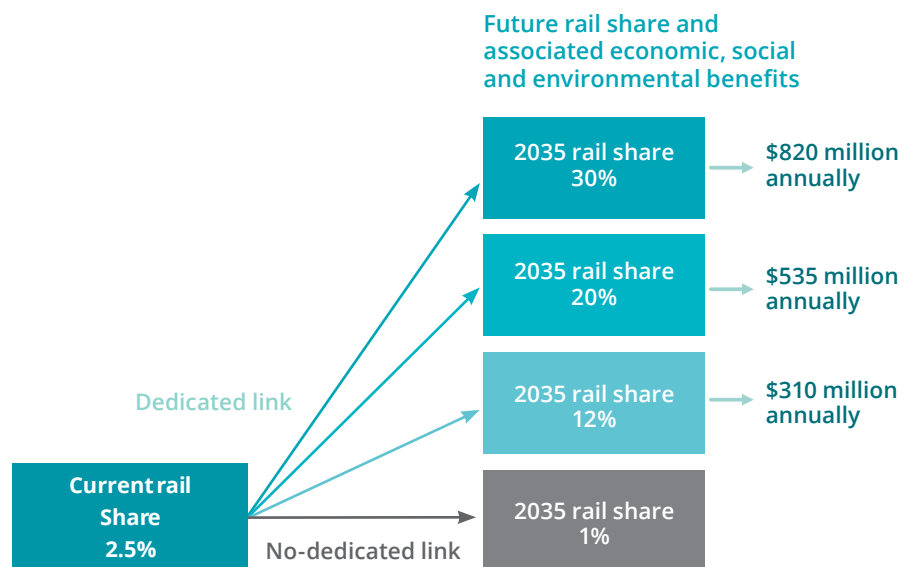 Future rail share and
associated economic, social
and environmental benefits
2035 rail share
30%
$820 million
annually
2035 rail share
20%
$535 million
annually
Dedicated link
2035 rail share
12%
$310 million
annually
Current rail
Share
2.5%
No-dedicated link
2035 rail share
1%